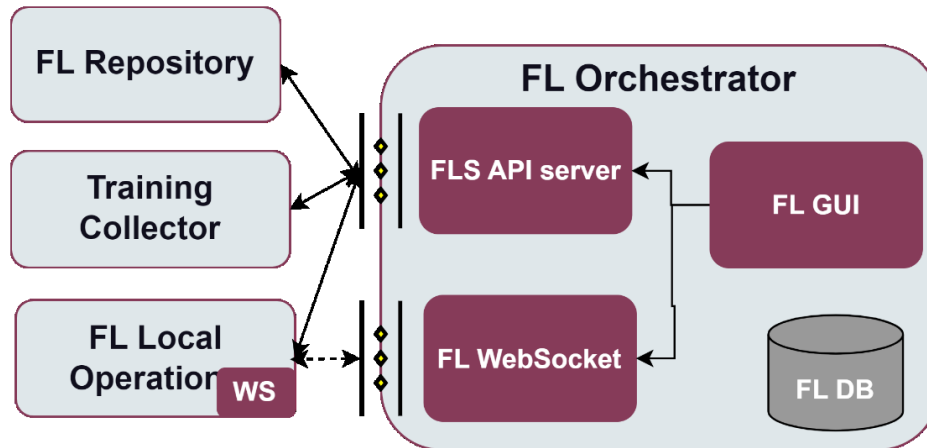 FL Repository
FL Orchestrator
FLS API server
Training
Collector
FL GUI
FL Local
Operation
WS
FL WebSocket
FL DB